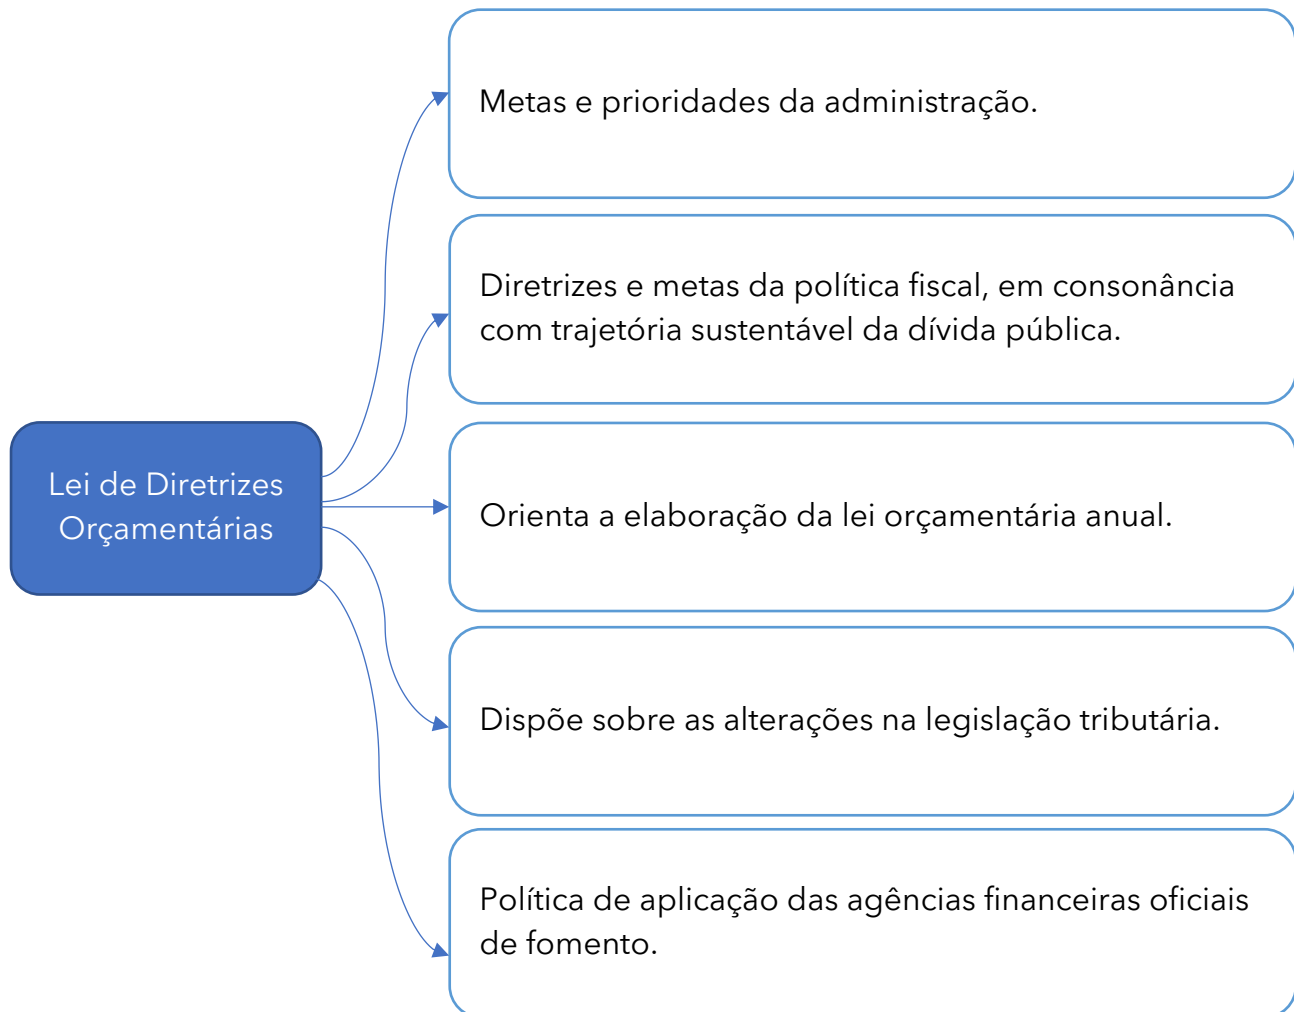 Metas e prioridades da administração.
Diretrizes e metas da política fiscal, em consonância
com trajetória sustentável da dívida pública.
Lei de Diretrizes
Orçamentárias
Orienta a elaboração da lei orçamentária anual.
Dispõe sobre as alterações na legislação tributária.
Política de aplicação das agências financeiras oficiais
de fomento.